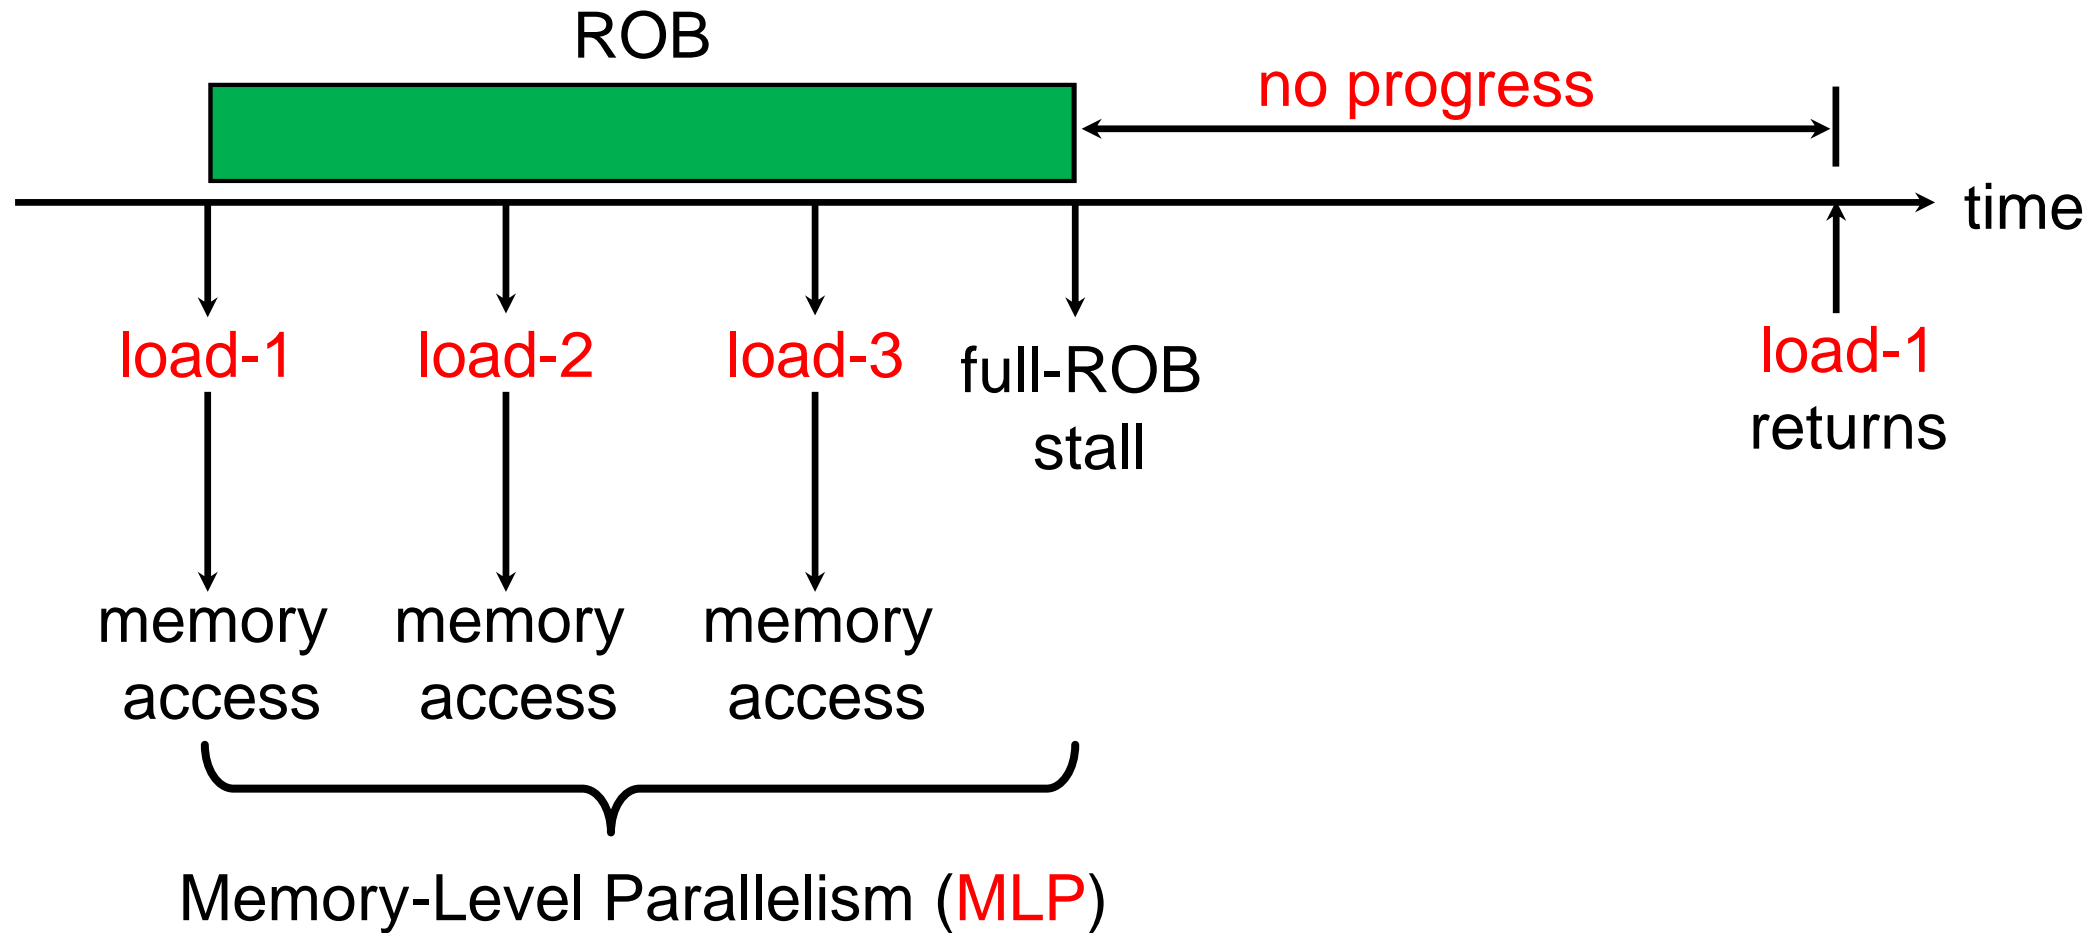 ROB
no progress
time
load-1
load-2
load-3
full-ROB
stall
load-1
returns
memory
access
memory
access
memory
access
Memory-Level Parallelism (MLP)